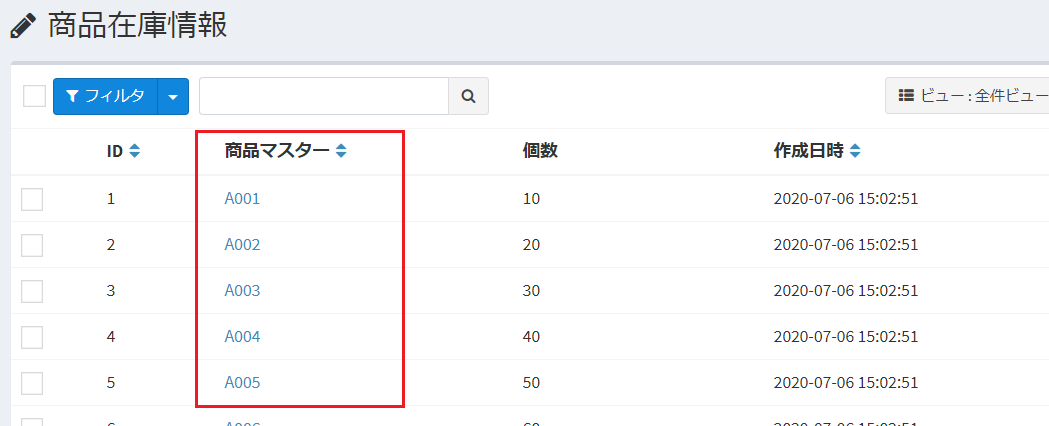 商品在庫情報
フィルタ ビュー : 全件ビュー
ID 商品マスター 個数 作成日時
1 A001 10 2020-07-06 15:02:51
2 A002 20 2020-07-06 15:02:51
3 A003 30 2020-07-06 15:02:51
4 A004 40 2020-07-06 15:02:51
5 A005 50 2020-07-06 15:02:51